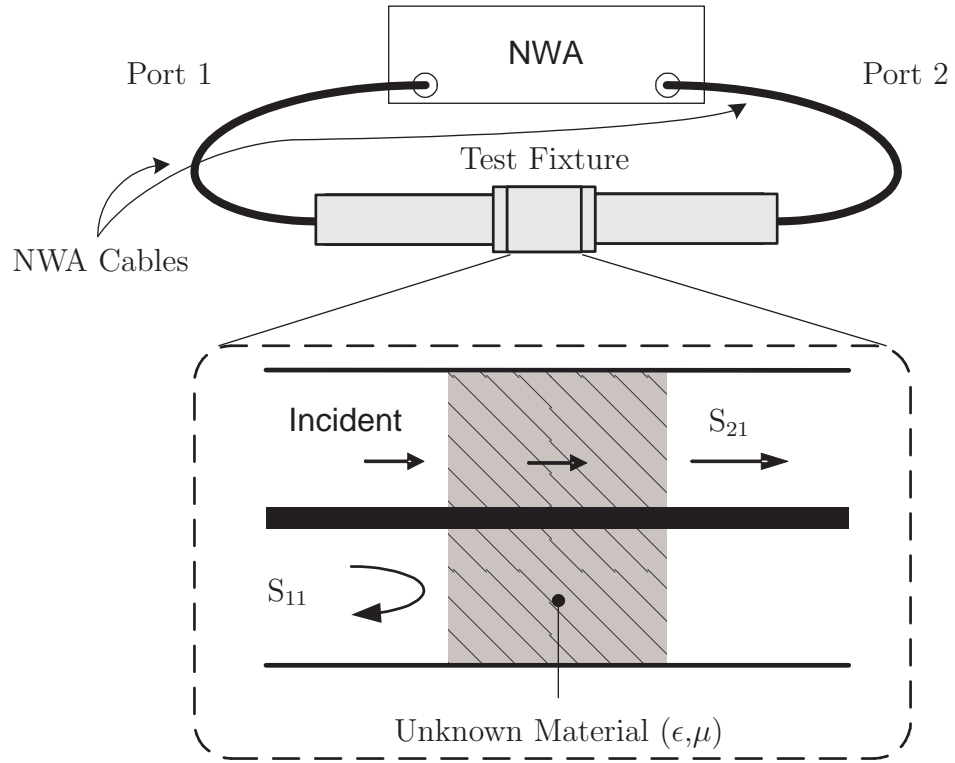 NWA
Port 1
Port 2
Test Fixture
NWA Cables
Incident
S21
S11
Unknown Material (ϵ,μ)